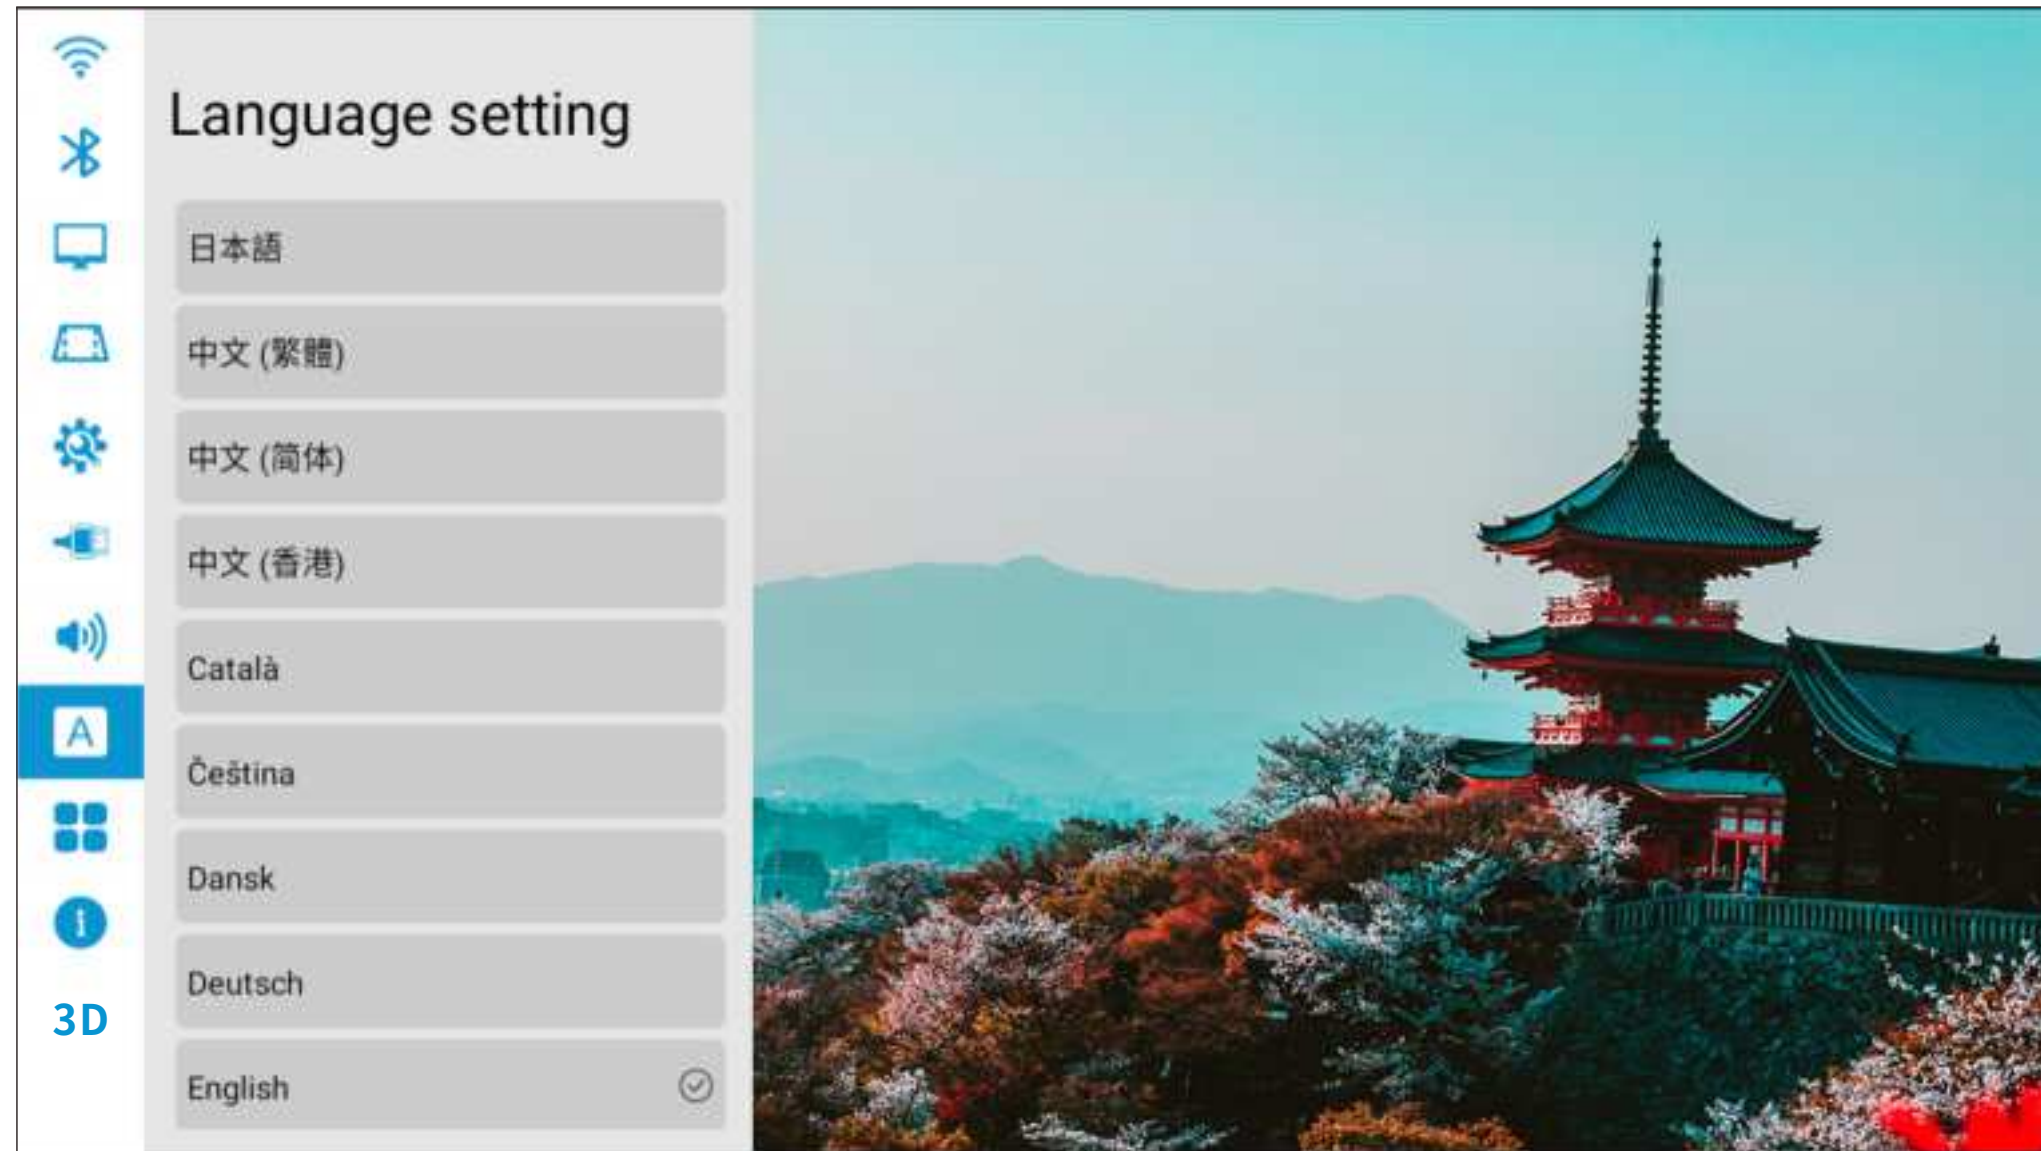 Language setting
日本語
中文 (繁體)
中文 (简体)
中文 (香港)
Català
Čeština
A
Dansk
Deutsch
3D
English